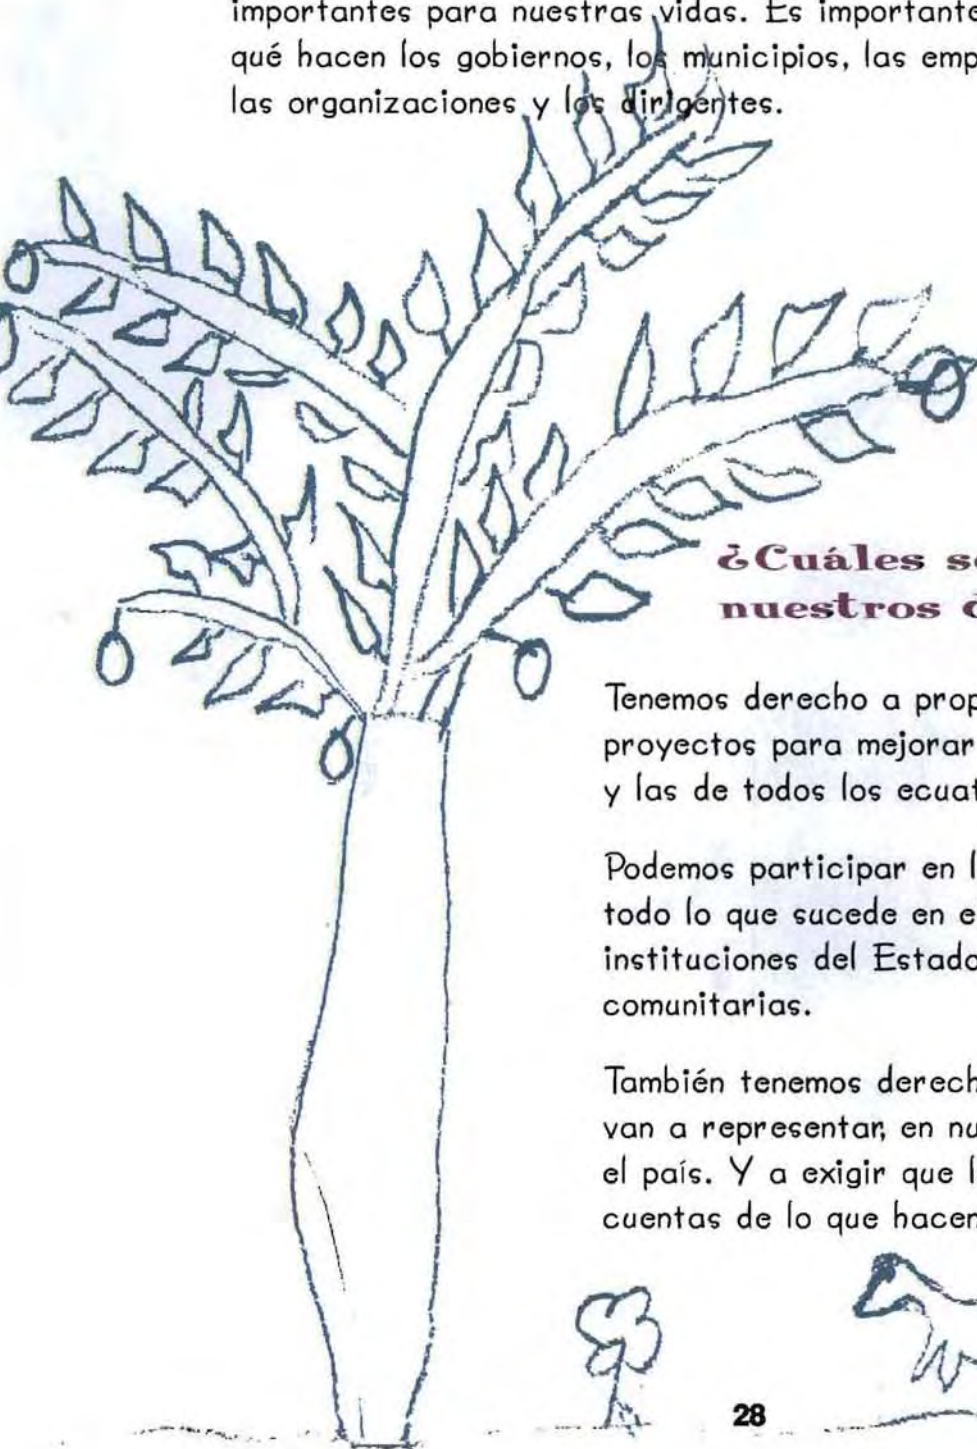 importantes para nuestras vidas. Es importante
qué hacen los gobiernos, los municipios, las emp
las organizaciones y los dirigentes.
¿Cuáles s
nuestros
Tenemos derecho a prop
proyectos para mejorar
y las de todos los ecuat
Podemos participar en l
todo lo que sucede en e
instituciones del Estado
comunitarias.
También tenemos derech
van a representar, en nu
el país. Y a exigir que l
cuentas de lo que hacen
28